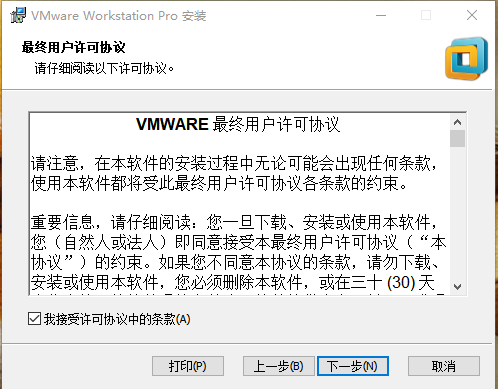 VMware Workstation Pro 安装
最终用户许可协议
请仔细阅读以下许可协议。
VMWARE 最终用户许可协议
请注意，在本软件的安装过程中无论可能会出现任何条款，
使用本软件都将受此最终用户许可协议各条款的约束。
重要信息，请仔细阅读：您一旦下载、安装或使用本软件，
您（自然人或法人）即同意接受本最终用户许可协议（“本
协议”）的约束。如果您不同意本协议的条款，请勿下载、
安装或使用本软件，您必须删除本软件，或在三十 (30) 天
我接受许可协议中的条款(A)
打印(P)
上一步(B)
下一步(N)
取消